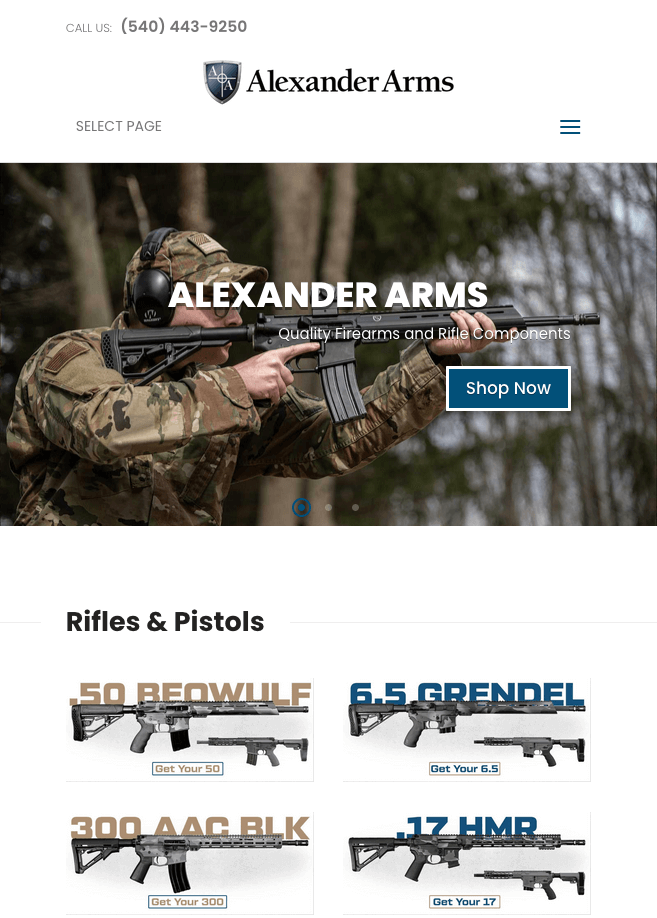 CALL US: (540) 443-9250
Alexander Arms
SELECT PAGE
ALEXANDER ARMS
Quality Firearms and Rifle Components
Shop Now
Rifles & Pistols
.50 BEOWULF
6.5 GRENDEL
Get Your 50
Get Your 6.5
300 AAC BLK
.17 HMR
Get Your 300
Get Your 17